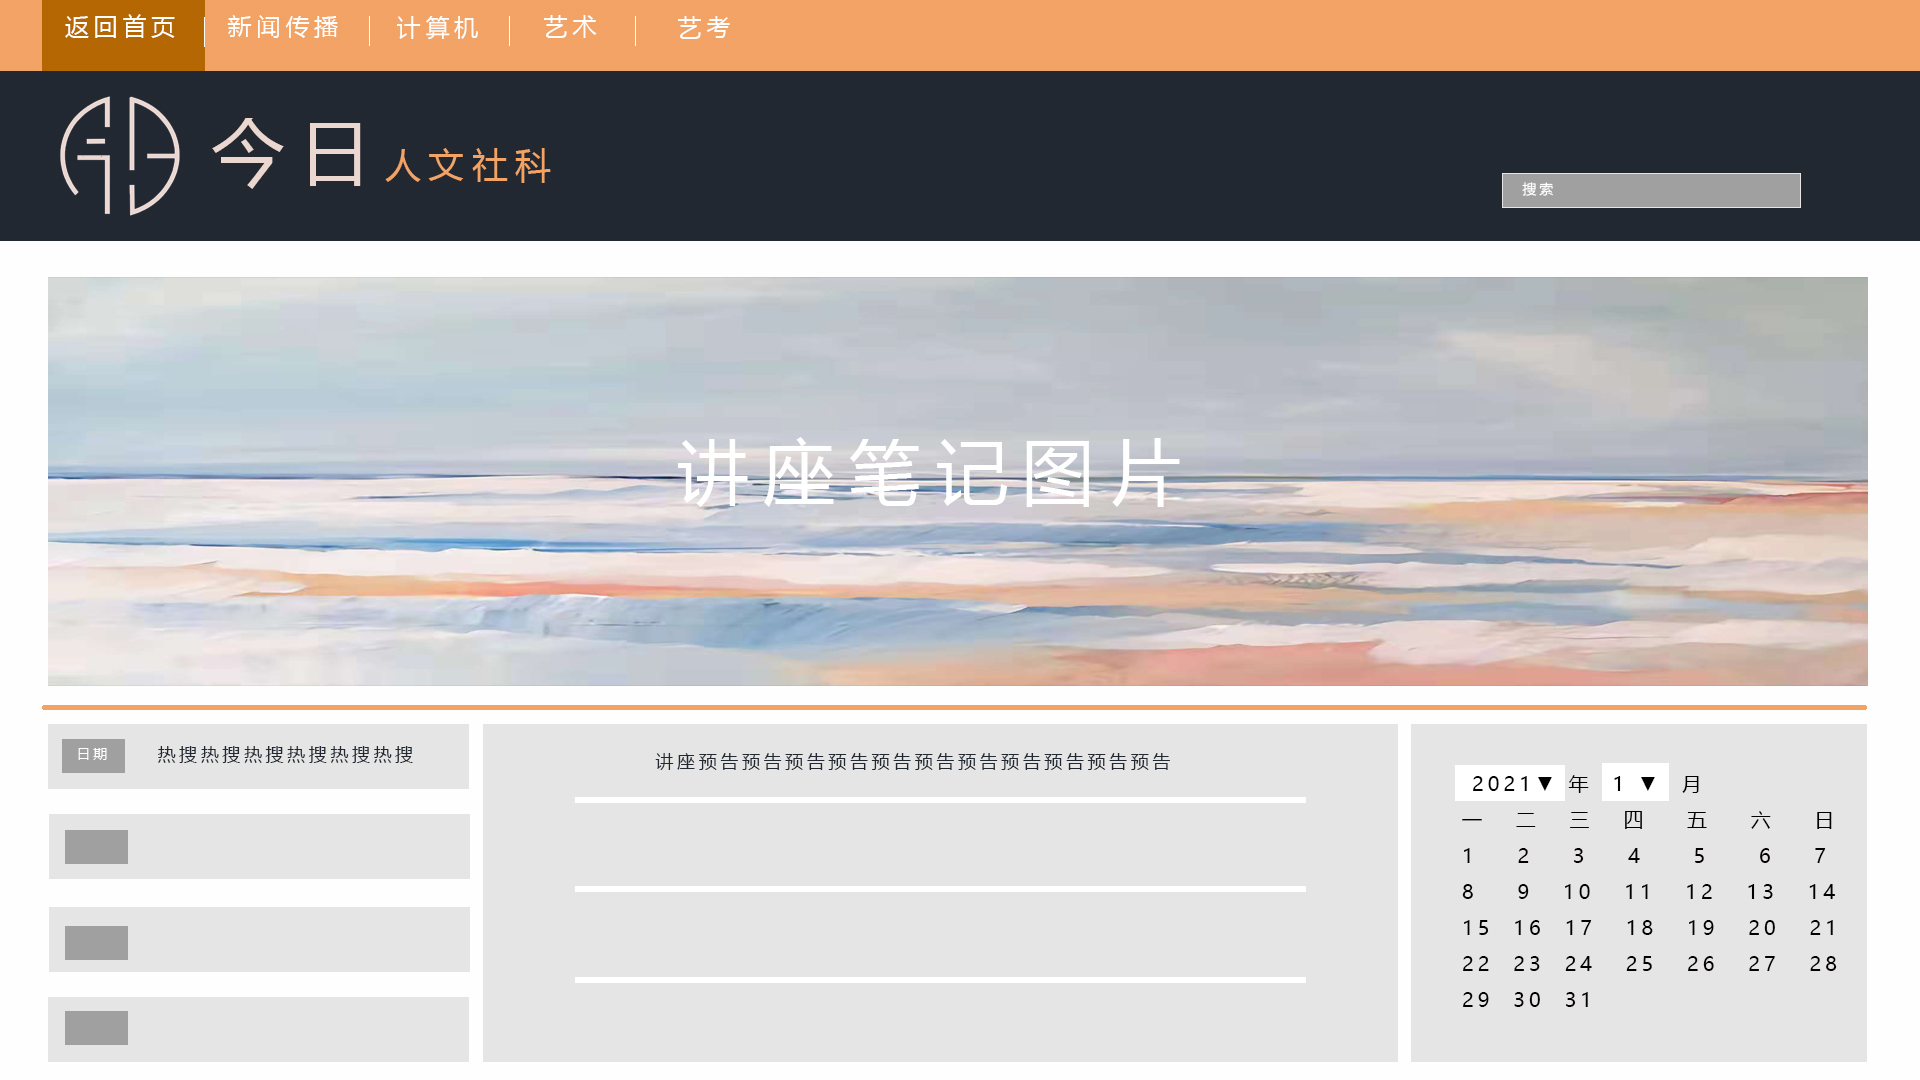 返回首页 新闻传播 计算机 艺术 艺考
今日 人文社科
搜索
讲座笔记图片
日期 热搜热搜热搜热搜热搜热搜
讲座预告预告预告预告预告预告预告预告预告预告预告
2021▼ 年 1 ▼ 月
一 二 三 四 五 六 日
1 2 3 4 5 6 7
8 9 10 11 12 13 14
15 16 17 18 19 20 21
22 23 24 25 26 27 28
29 30 31